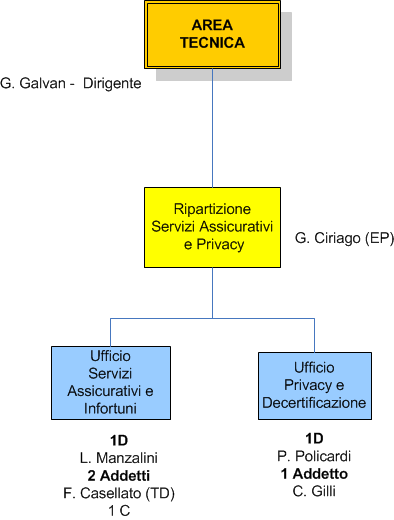 AREA
TECNICA
G. Galvan - Dirigente
Ripartizione
Servizi Assicurativi
e Privacy
G. Ciriago (EP)
Ufficio
Servizi
Assicurativi e
Infortuni
Ufficio
Privacy e
Decertificazione
1D
L. Manzalini
2 Addetti
F. Casellato (TD)
1 C
1D
P. Policardi
1 Addetto
C. Gilli